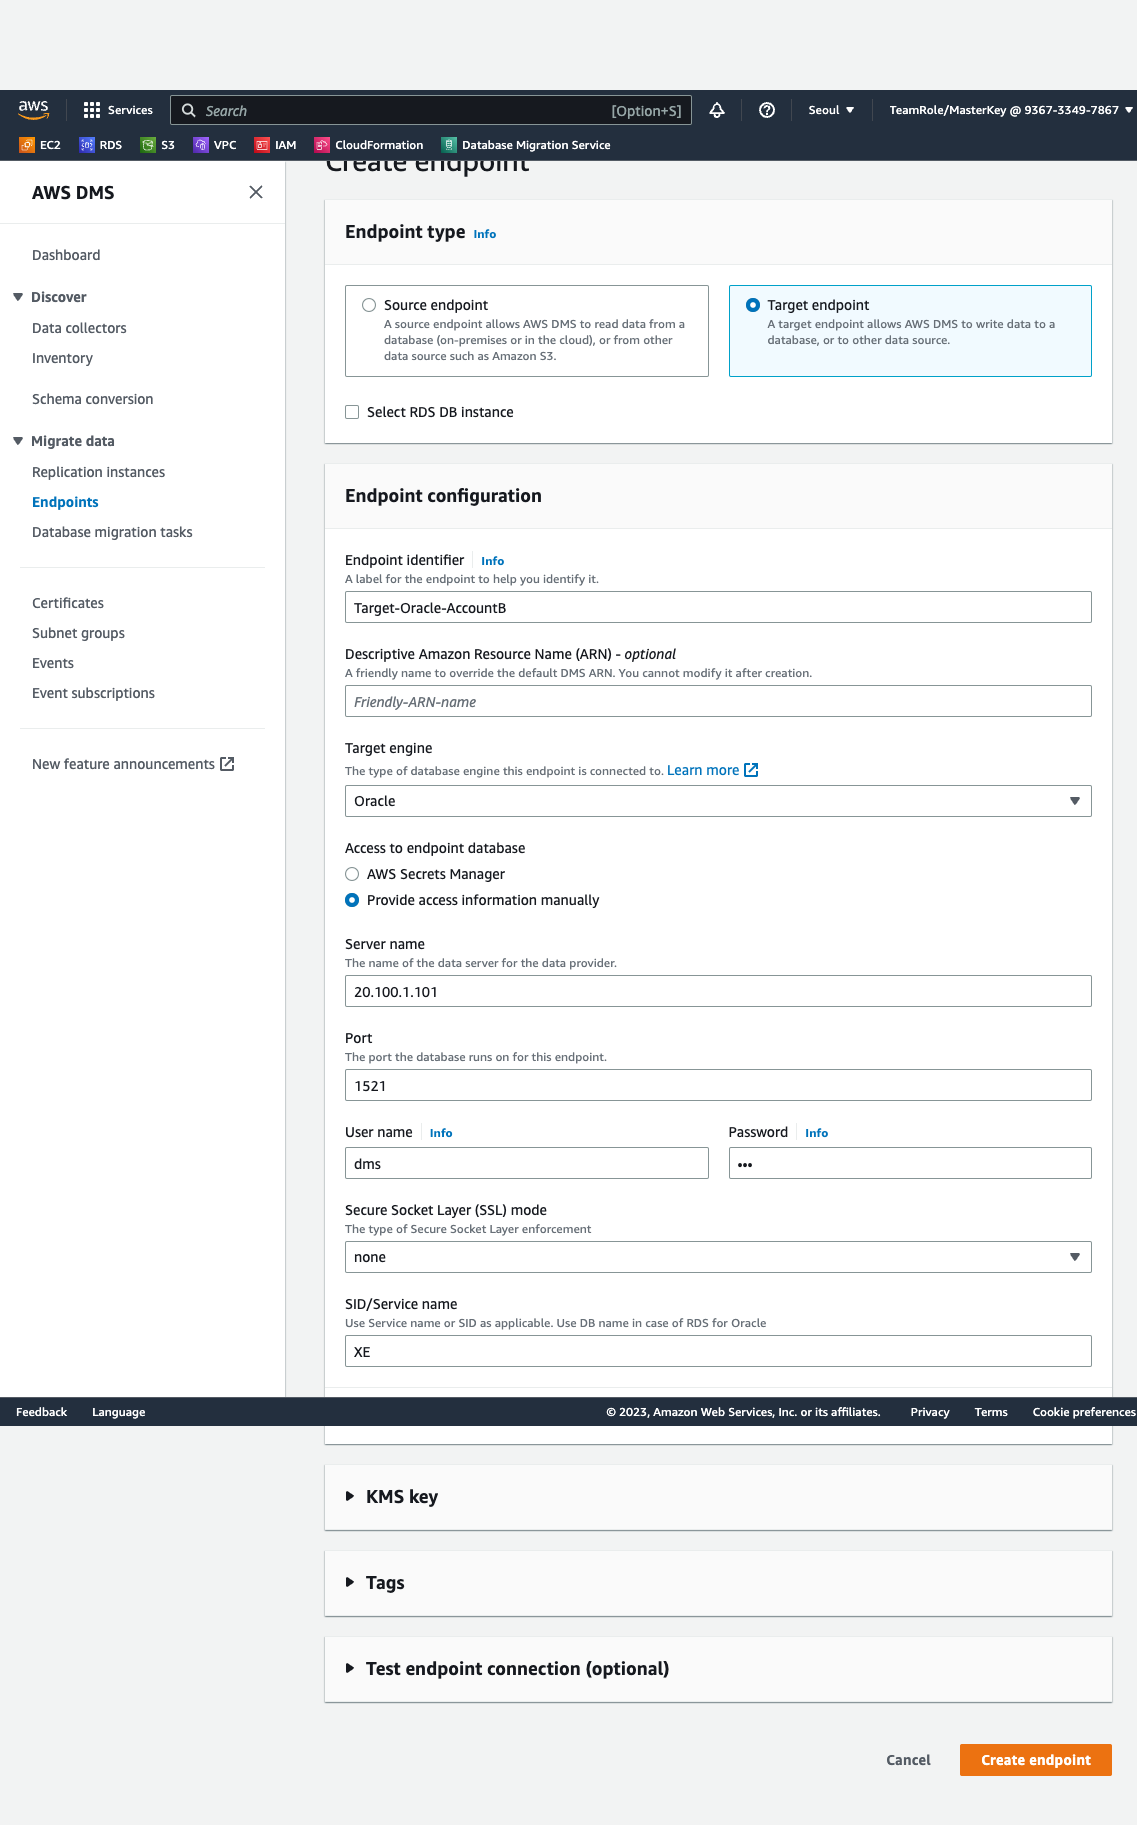 aws
Services
Search
[Option+S]
Seoul
TeamRole/MasterKey @ 9367-3349-7867
EC2
RDS
S3
VPC
IAM
CloudFormation
Database Migration Service
AWS DMS
Dashboard
Discover
Data collectors
Inventory
Schema conversion
Migrate data
Replication instances
Endpoints
Database migration tasks
Certificates
Subnet groups
Events
Event subscriptions
New feature announcements
Create endpoint
Endpoint type Info
Source endpoint
A source endpoint allows AWS DMS to read data from a
database (on-premises or in the cloud), or from other
data source such as Amazon S3.
Target endpoint
A target endpoint allows AWS DMS to write data to a
database, or to other data source.
Select RDS DB instance
Endpoint configuration
Endpoint identifier Info
A label for the endpoint to help you identify it.
Target-Oracle-AccountB
Descriptive Amazon Resource Name (ARN) - optional
A friendly name to override the default DMS ARN. You cannot modify it after creation.
Friendly-ARN-name
Target engine
The type of database engine this endpoint is connected to. Learn more
Oracle
Access to endpoint database
AWS Secrets Manager
Provide access information manually
Server name
The name of the data server for the data provider.
20.100.1.101
Port
The port the database runs on for this endpoint.
1521
User name Info
dms
Password Info
•••
Secure Socket Layer (SSL) mode
The type of Secure Socket Layer enforcement
none
SID/Service name
Use Service name or SID as applicable. Use DB name in case of RDS for Oracle
XE
Feedback
Language
© 2023, Amazon Web Services, Inc. or its affiliates.
Privacy
Terms
Cookie preferences
KMS key
Tags
Test endpoint connection (optional)
Cancel
Create endpoint